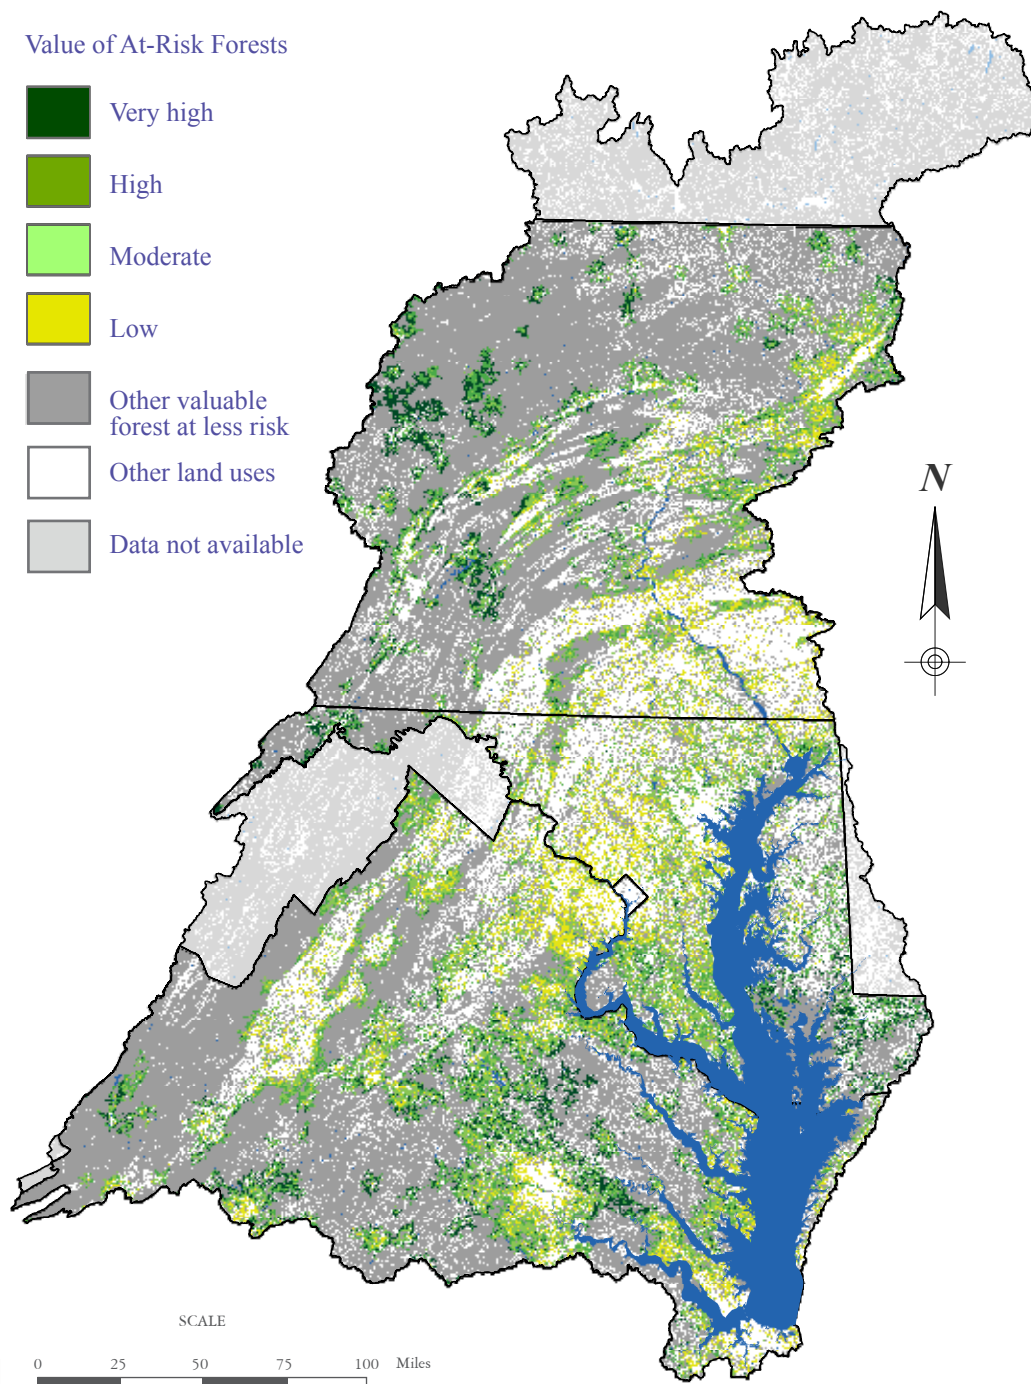 Value of At-Risk Forests
Very high
High
Moderate
Low
Other valuable
forest at less risk
Other land uses
Data not available
N
SCALE
0 25 50 75 100 Miles